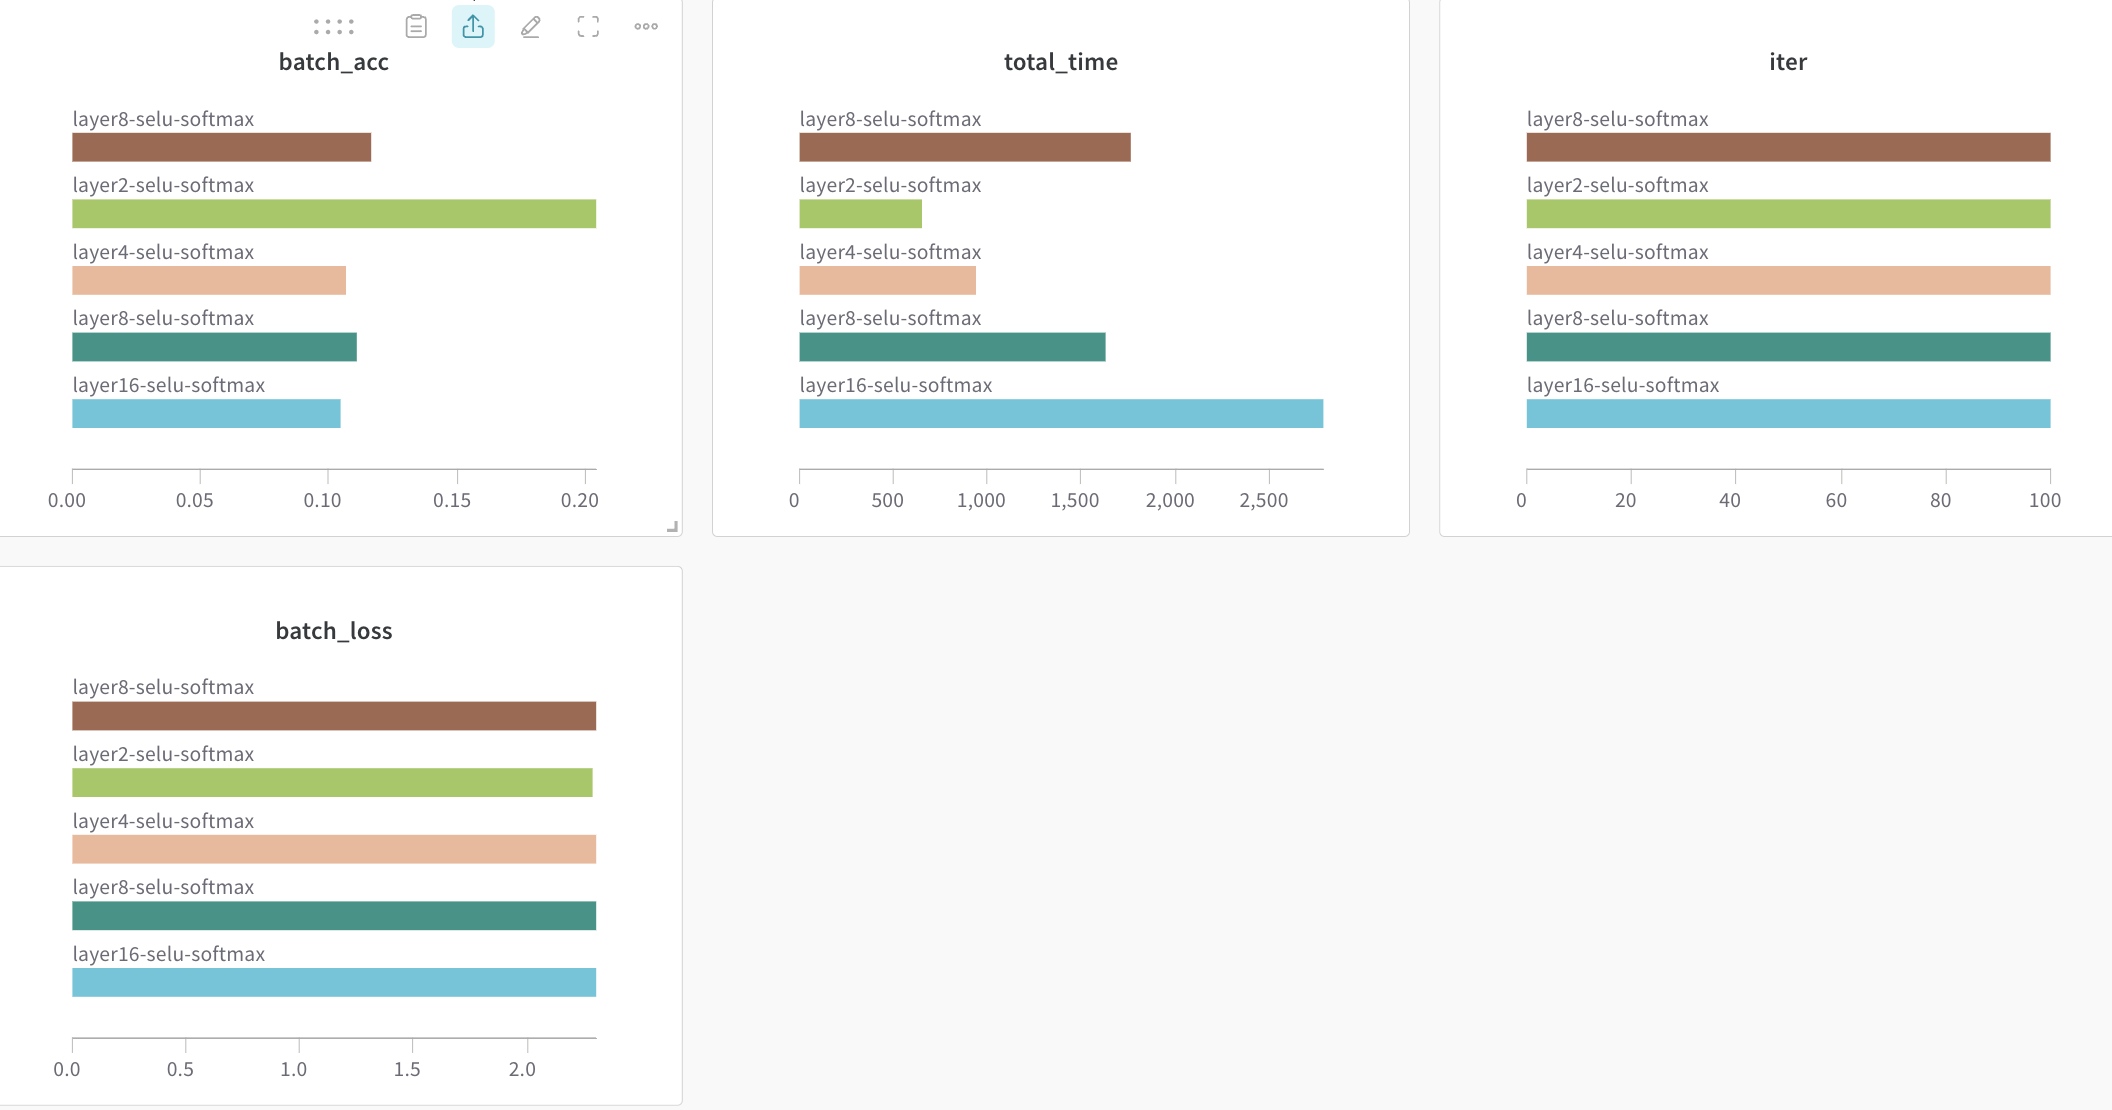 batch_acc
layer8-selu-softmax
layer2-selu-softmax
layer4-selu-softmax
layer8-selu-softmax
layer16-selu-softmax
0.00 0.05 0.10 0.15 0.20
total_time
layer8-selu-softmax
layer2-selu-softmax
layer4-selu-softmax
layer8-selu-softmax
layer16-selu-softmax
0 500 1,000 1,500 2,000 2,500
iter
layer8-selu-softmax
layer2-selu-softmax
layer4-selu-softmax
layer8-selu-softmax
layer16-selu-softmax
0 20 40 60 80 100
batch_loss
layer8-selu-softmax
layer2-selu-softmax
layer4-selu-softmax
layer8-selu-softmax
layer16-selu-softmax
0.0 0.5 1.0 1.5 2.0